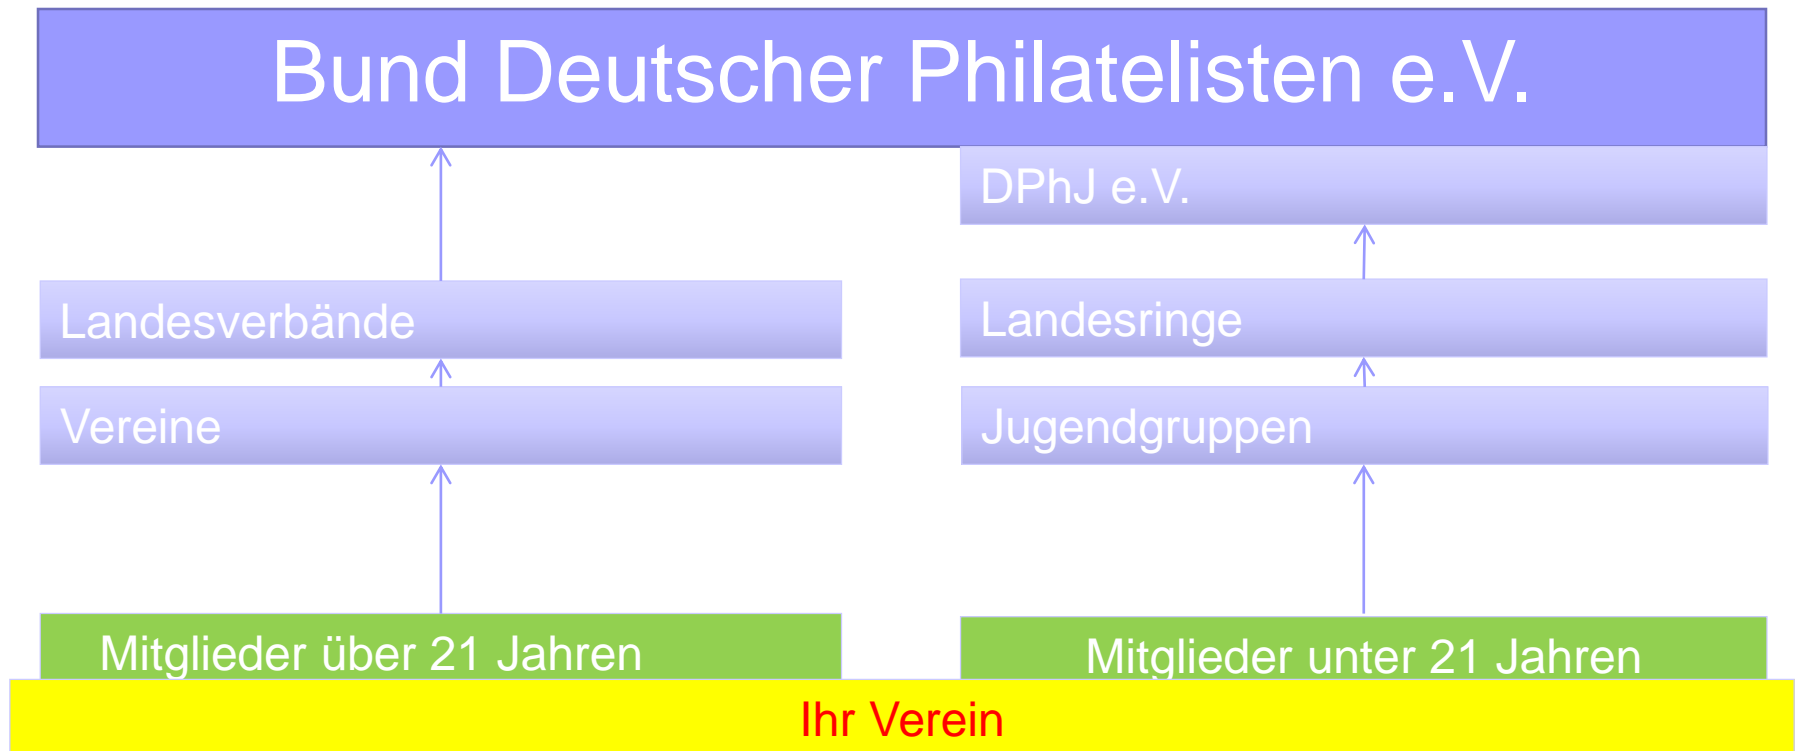 Bund Deutscher Philatelisten e.V.
DPhJ e.V.
Landesverbände
Landesringe
Vereine
Jugendgruppen
Mitglieder über 21 Jahren
Mitglieder unter 21 Jahren
Ihr Verein